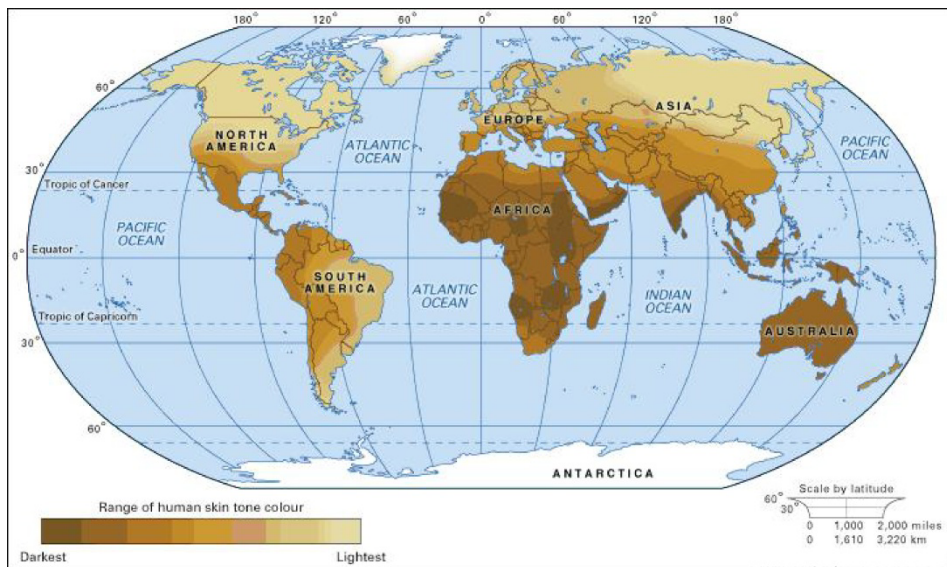 180° 120° 60° 0° 60° 120° 180°
60°
NORTH
AMERICA
EUROPE
ASIA
ATLANTIC
OCEAN
PACIFIC
OCEAN
30°
Tropic of Cancer
AFRICA
PACIFIC
OCEAN
Equator
0°
SOUTH
AMERICA
ATLANTIC
OCEAN
INDIAN
OCEAN
Tropic of Capricorn
AUSTRALIA
30°
60°
ANTARCTICA
Range of human skin tone colour
Darkest Lightest
Scale by latitude
60°
30°
0 1,000 2,000 miles
0 1,610 3,220 km